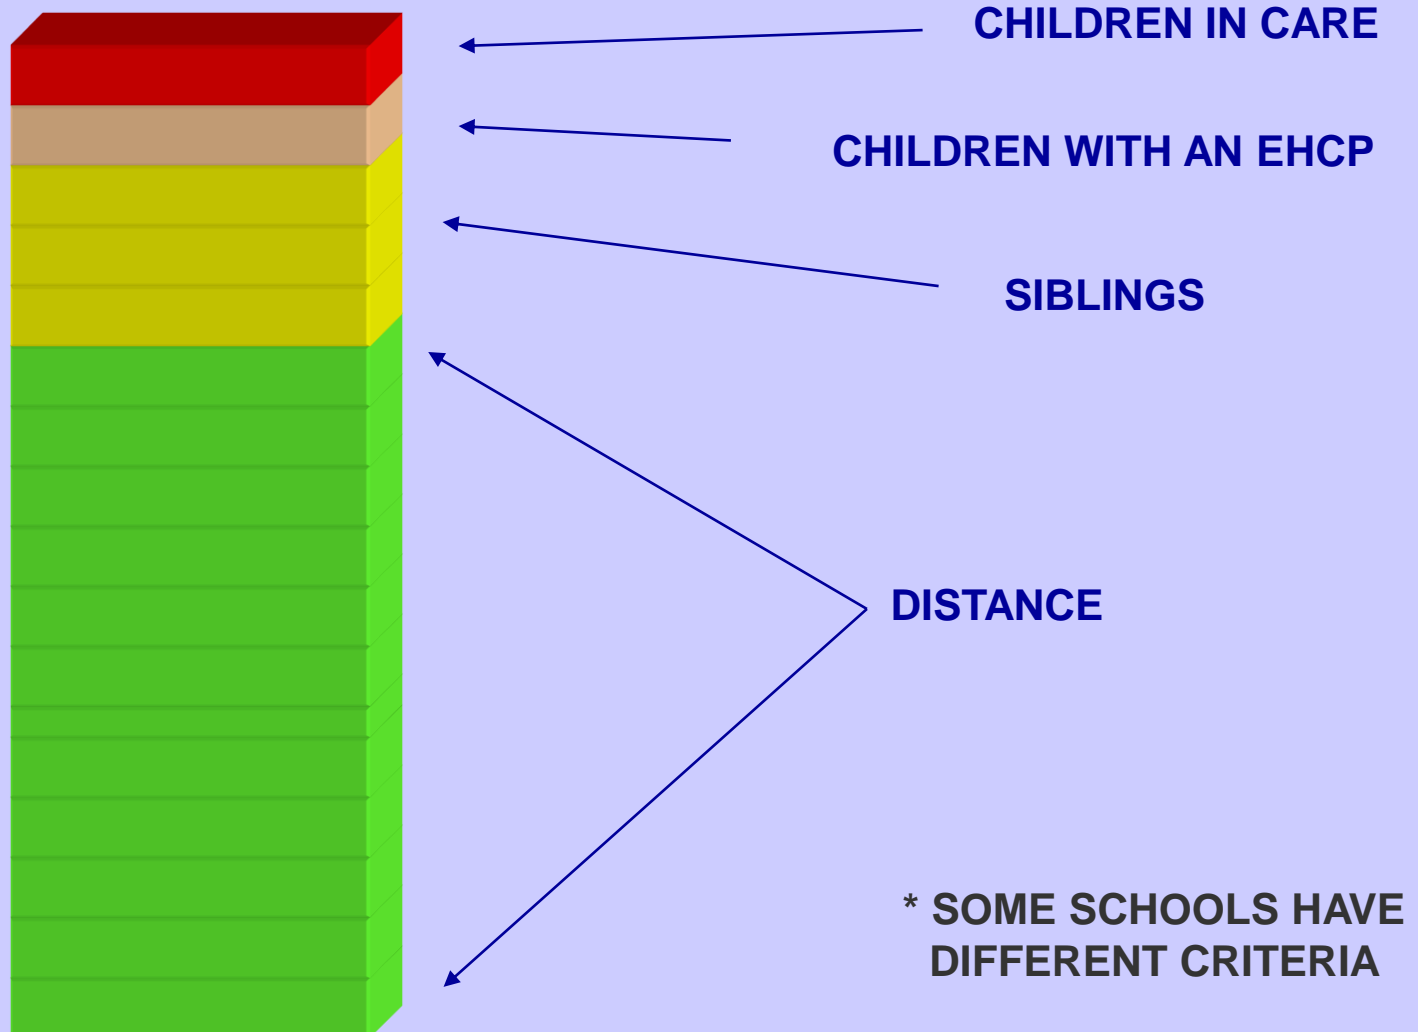 CHILDREN IN CARE
CHILDREN WITH AN EHCP
SIBLINGS
DISTANCE
* SOME SCHOOLS HAVE
DIFFERENT CRITERIA